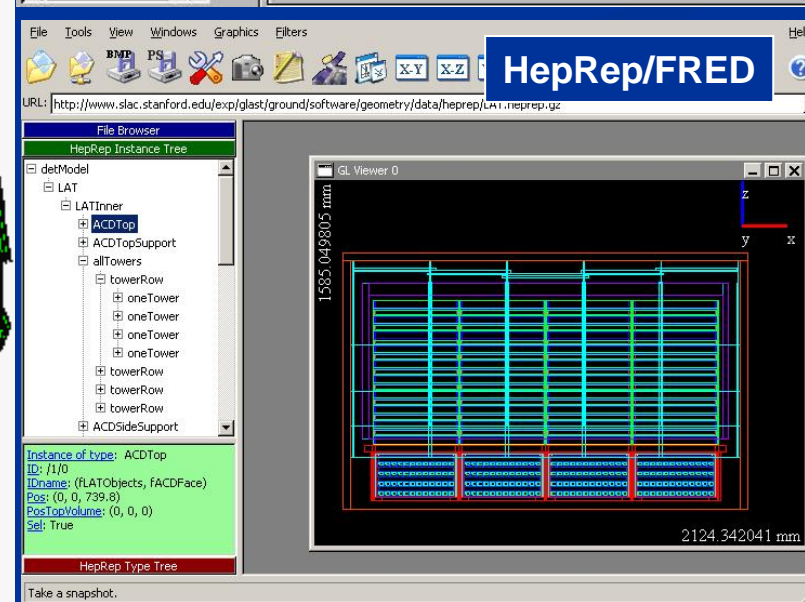 File Tools View Windows Graphics Filters
BMP PS X-Y X-Z
HepRep/FRED
URL: http://www.slac.stanford.edu/exp/glast/ground/software/geometry/data/heprep/LAT.heprep.gz
File Browser
HepRep Instance Tree
detModel
LAT
LATInner
ACDTop
ACDTopSupport
allTowers
towerRow
oneTower
oneTower
oneTower
oneTower
towerRow
towerRow
towerRow
ACDSideSupport
Instance of type: ACDTop
ID: /1/0
IDname: (fLATObjects, fACDFace)
Pos: (0, 0, 739.8)
PosTopVolume: (0, 0, 0)
Sel: True
HepRep Type Tree
Take a snapshot.
GL Viewer 0
1585.049805 mm
z
y x
2124.342041 mm